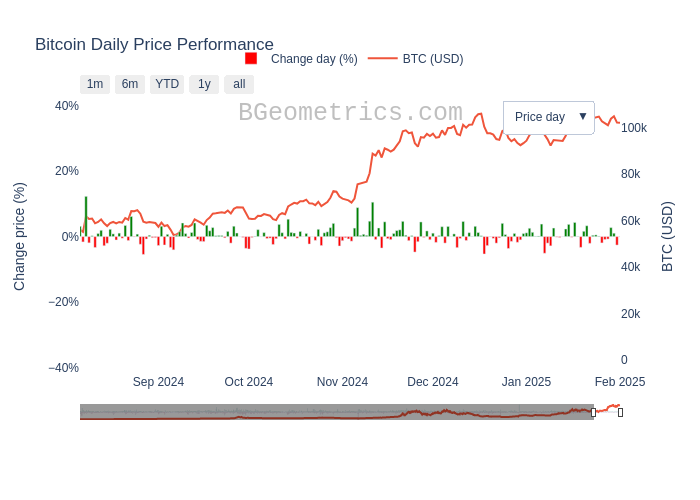 Bitcoin Daily Price Performance
Change day (%)
BTC (USD)
1m
6m
YTD
1y
all
BGeometrics.com
Price day ▼
40%
20%
0%
−20%
−40%
Change price (%)
100k
80k
60k
40k
20k
0
BTC (USD)
Sep 2024
Oct 2024
Nov 2024
Dec 2024
Jan 2025
Feb 2025